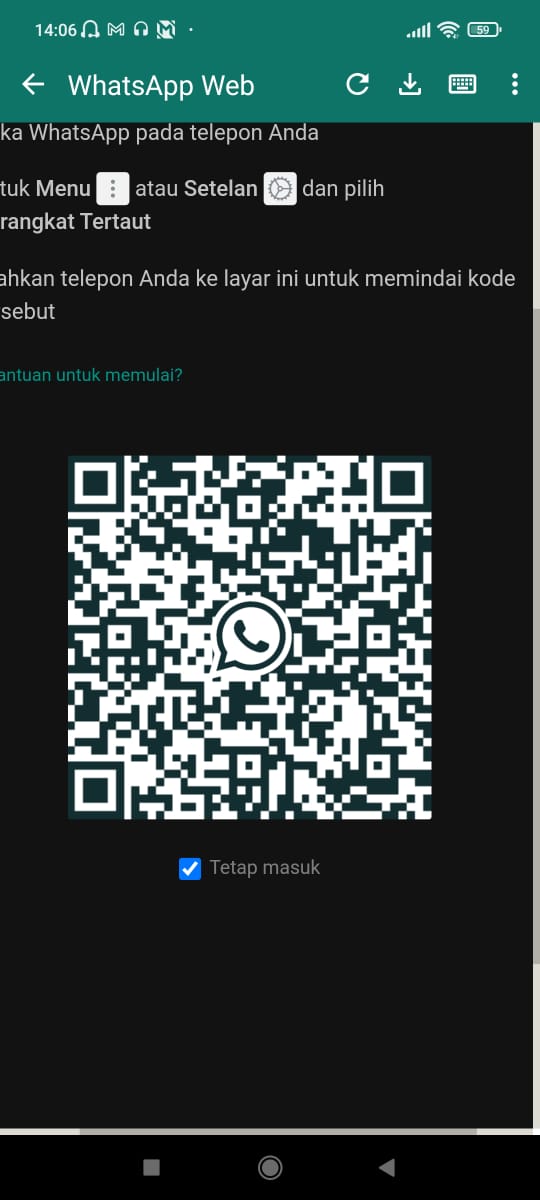 14:06
59
WhatsApp Web
ka WhatsApp pada telepon Anda
tuk Menu atau Setelan dan pilih
rangkat Tertaut
ahkan telepon Anda ke layar ini untuk memindai kode
sebut
antuan untuk memulai?
Tetap masuk